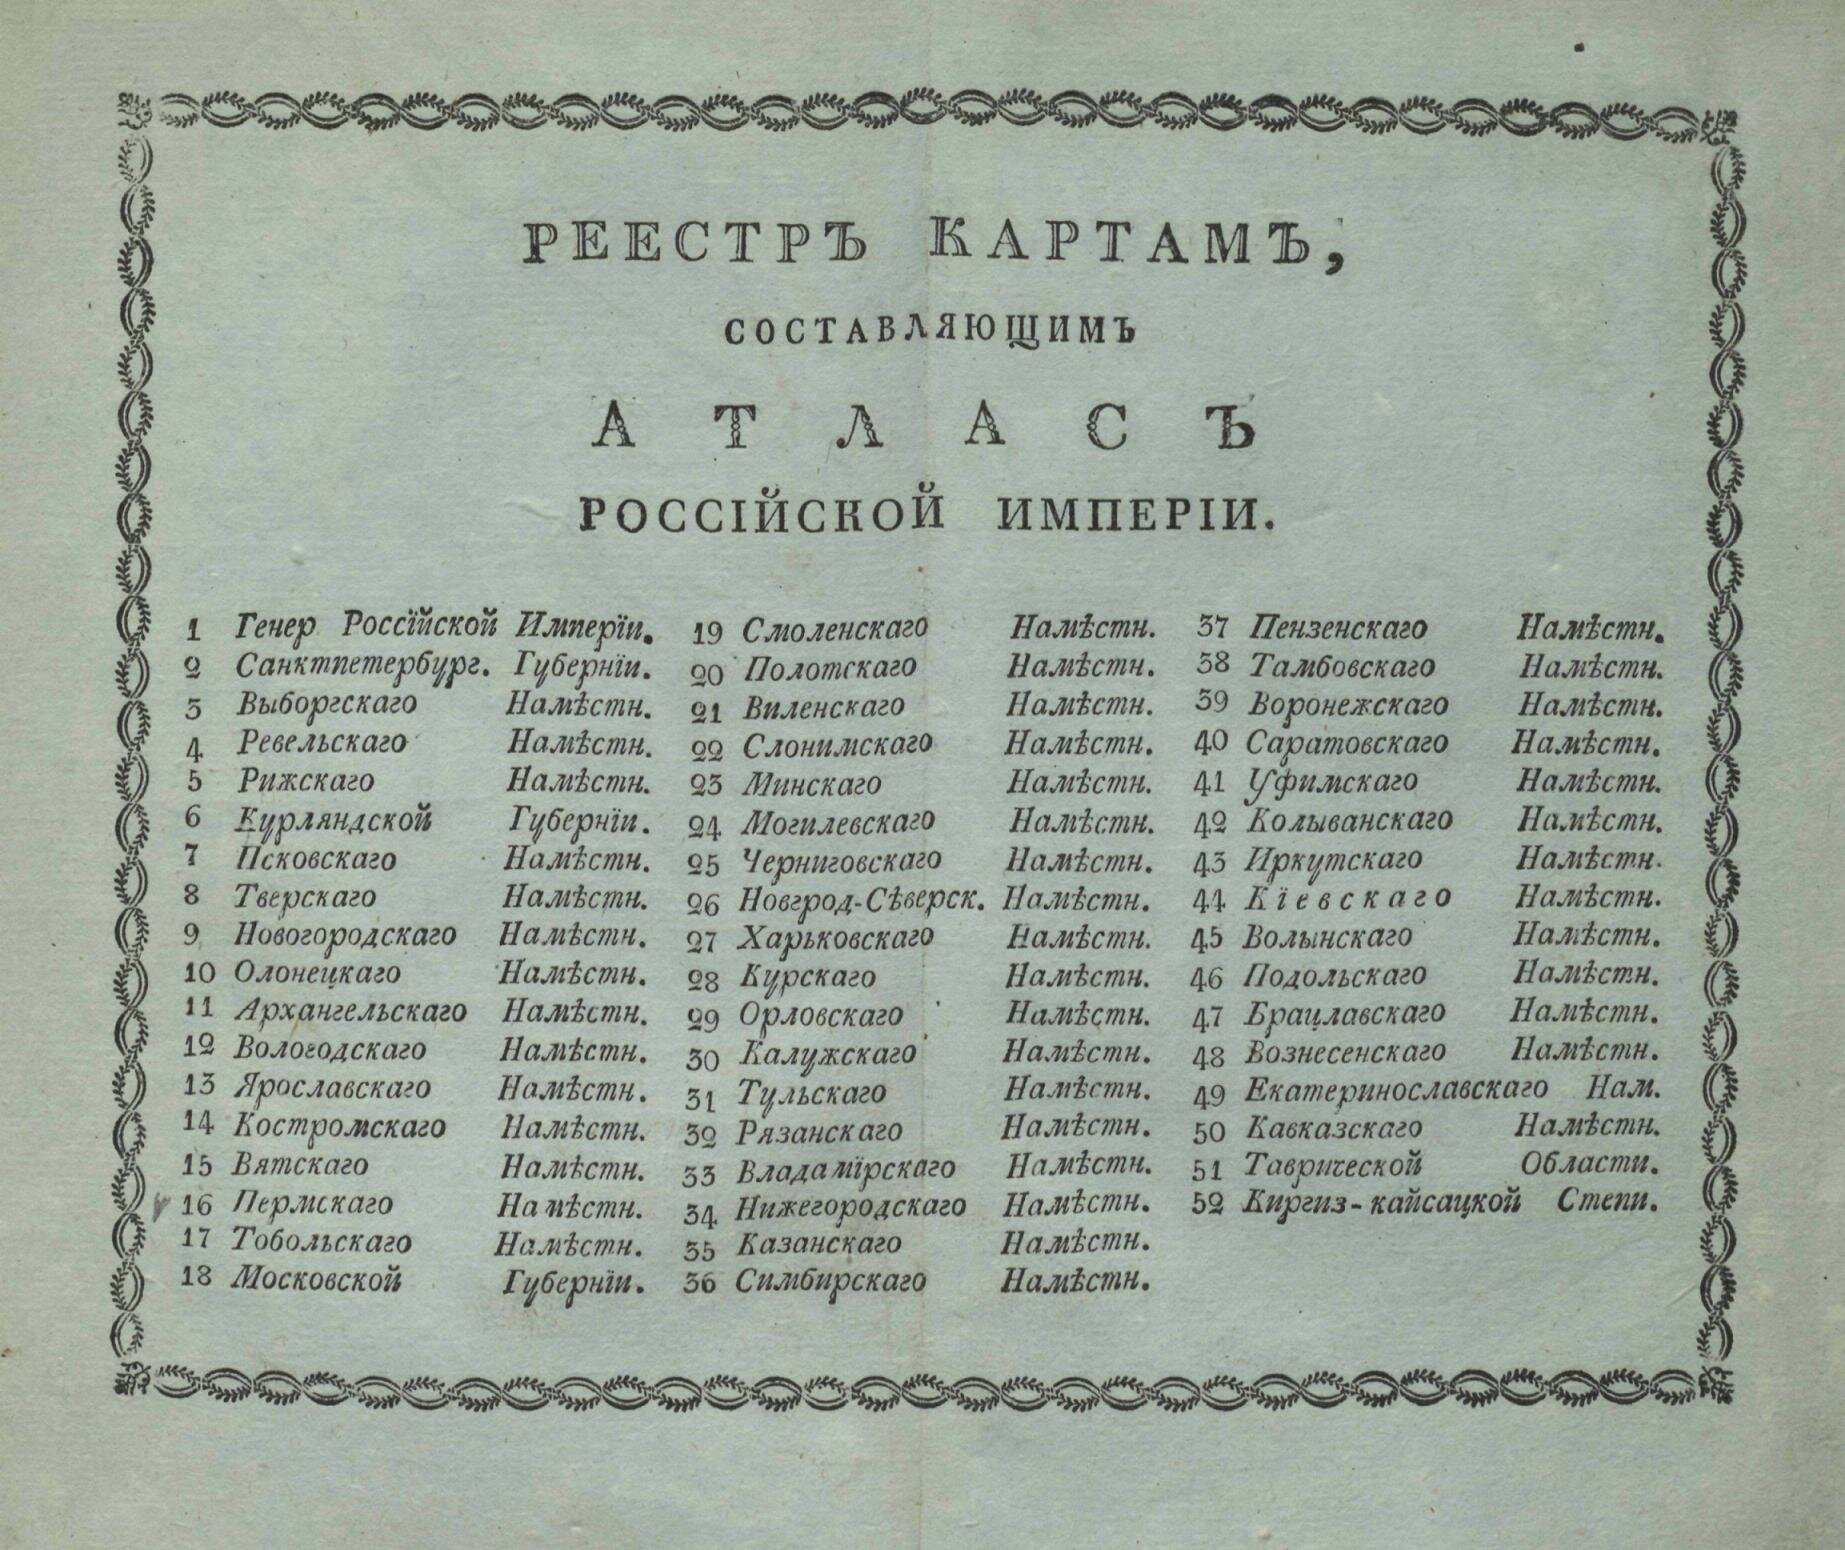 РЕЕСТРЪ КАРТАМЪ,
СОСТАВЛЯЮЩИМЪ
АТЛАСЪ
РОССІЙСКОЙ ИМПЕРІИ.
1 Генер Россїйской Имперїи.
2 Санктпетербург. Губернїи.
3 Выборгскаго Намѣстн.
4 Ревельскаго Намѣстн.
5 Рижскаго Намѣстн.
6 Курляндской Губернїи.
7 Псковскаго Намѣстн.
8 Тверскаго Намѣстн.
9 Новогородскаго Намѣстн.
10 Олонецкаго Намѣстн.
11 Архангельскаго Намѣстн.
12 Вологодскаго Намѣстн.
13 Ярославскаго Намѣстн.
14 Костромскаго Намѣстн.
15 Вятскаго Намѣстн.
16 Пермскаго Намѣстн.
17 Тобольскаго Намѣстн.
18 Московской Губернїи.
19 Смоленскаго Намѣстн.
20 Полотскаго Намѣстн.
21 Виленскаго Намѣстн.
22 Слонимскаго Намѣстн.
23 Минскаго Намѣстн.
24 Могилевскаго Намѣстн.
25 Черниговскаго Намѣстн.
26 Новгрод-Сѣверск. Намѣстн.
27 Харьковскаго Намѣстн.
28 Курскаго Намѣстн.
29 Орловскаго Намѣстн.
30 Калужскаго Намѣстн.
31 Тульскаго Намѣстн.
32 Рязанскаго Намѣстн.
33 Владамїрскаго Намѣстн.
34 Нижегородскаго Намѣстн.
35 Казанскаго Намѣстн.
36 Симбирскаго Намѣстн.
37 Пензенскаго Намѣстн.
38 Тамбовскаго Намѣстн.
39 Воронежскаго Намѣстн.
40 Саратовскаго Намѣстн.
41 Уфимскаго Намѣстн.
42 Колыванскаго Намѣстн.
43 Иркутскаго Намѣстн.
44 Кїевскаго Намѣстн.
45 Волынскаго Намѣстн.
46 Подольскаго Намѣстн.
47 Брацлавскаго Намѣстн.
48 Вознесенскаго Намѣстн.
49 Екатеринославскаго Нам.
50 Кавказскаго Намѣстн.
51 Таврической Области.
52 Киргиз-кайсацкой Степи.